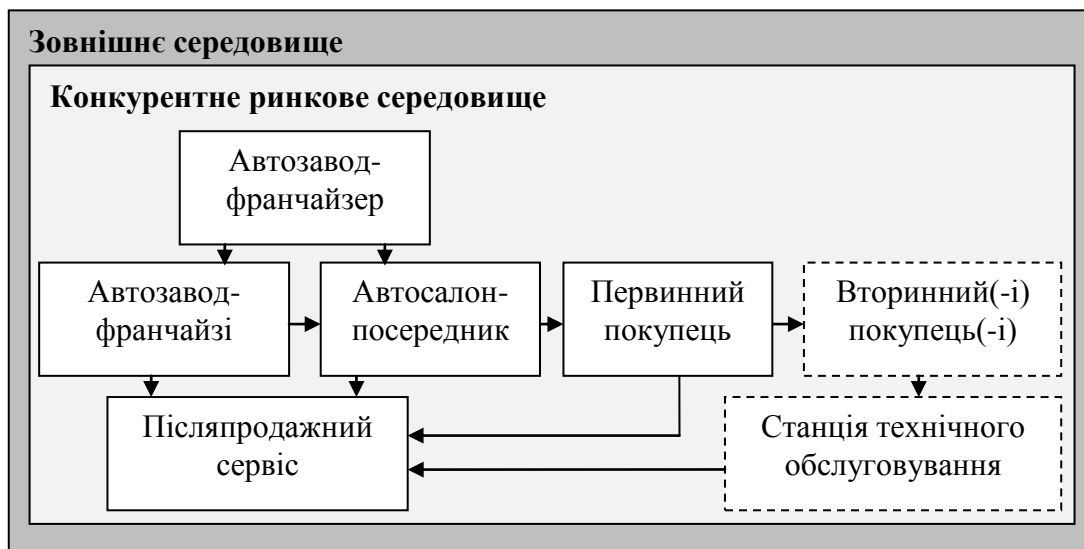 Зовнішнє середовище
Конкурентне ринкове середовище
Автозавод-
франчайзер
Автозавод-
франчайзі
Автосалон-
посередник
Первинний
покупець
Вторинний(-і)
покупець(-і)
Післяпродажний
сервіс
Станція технічного
обслуговування